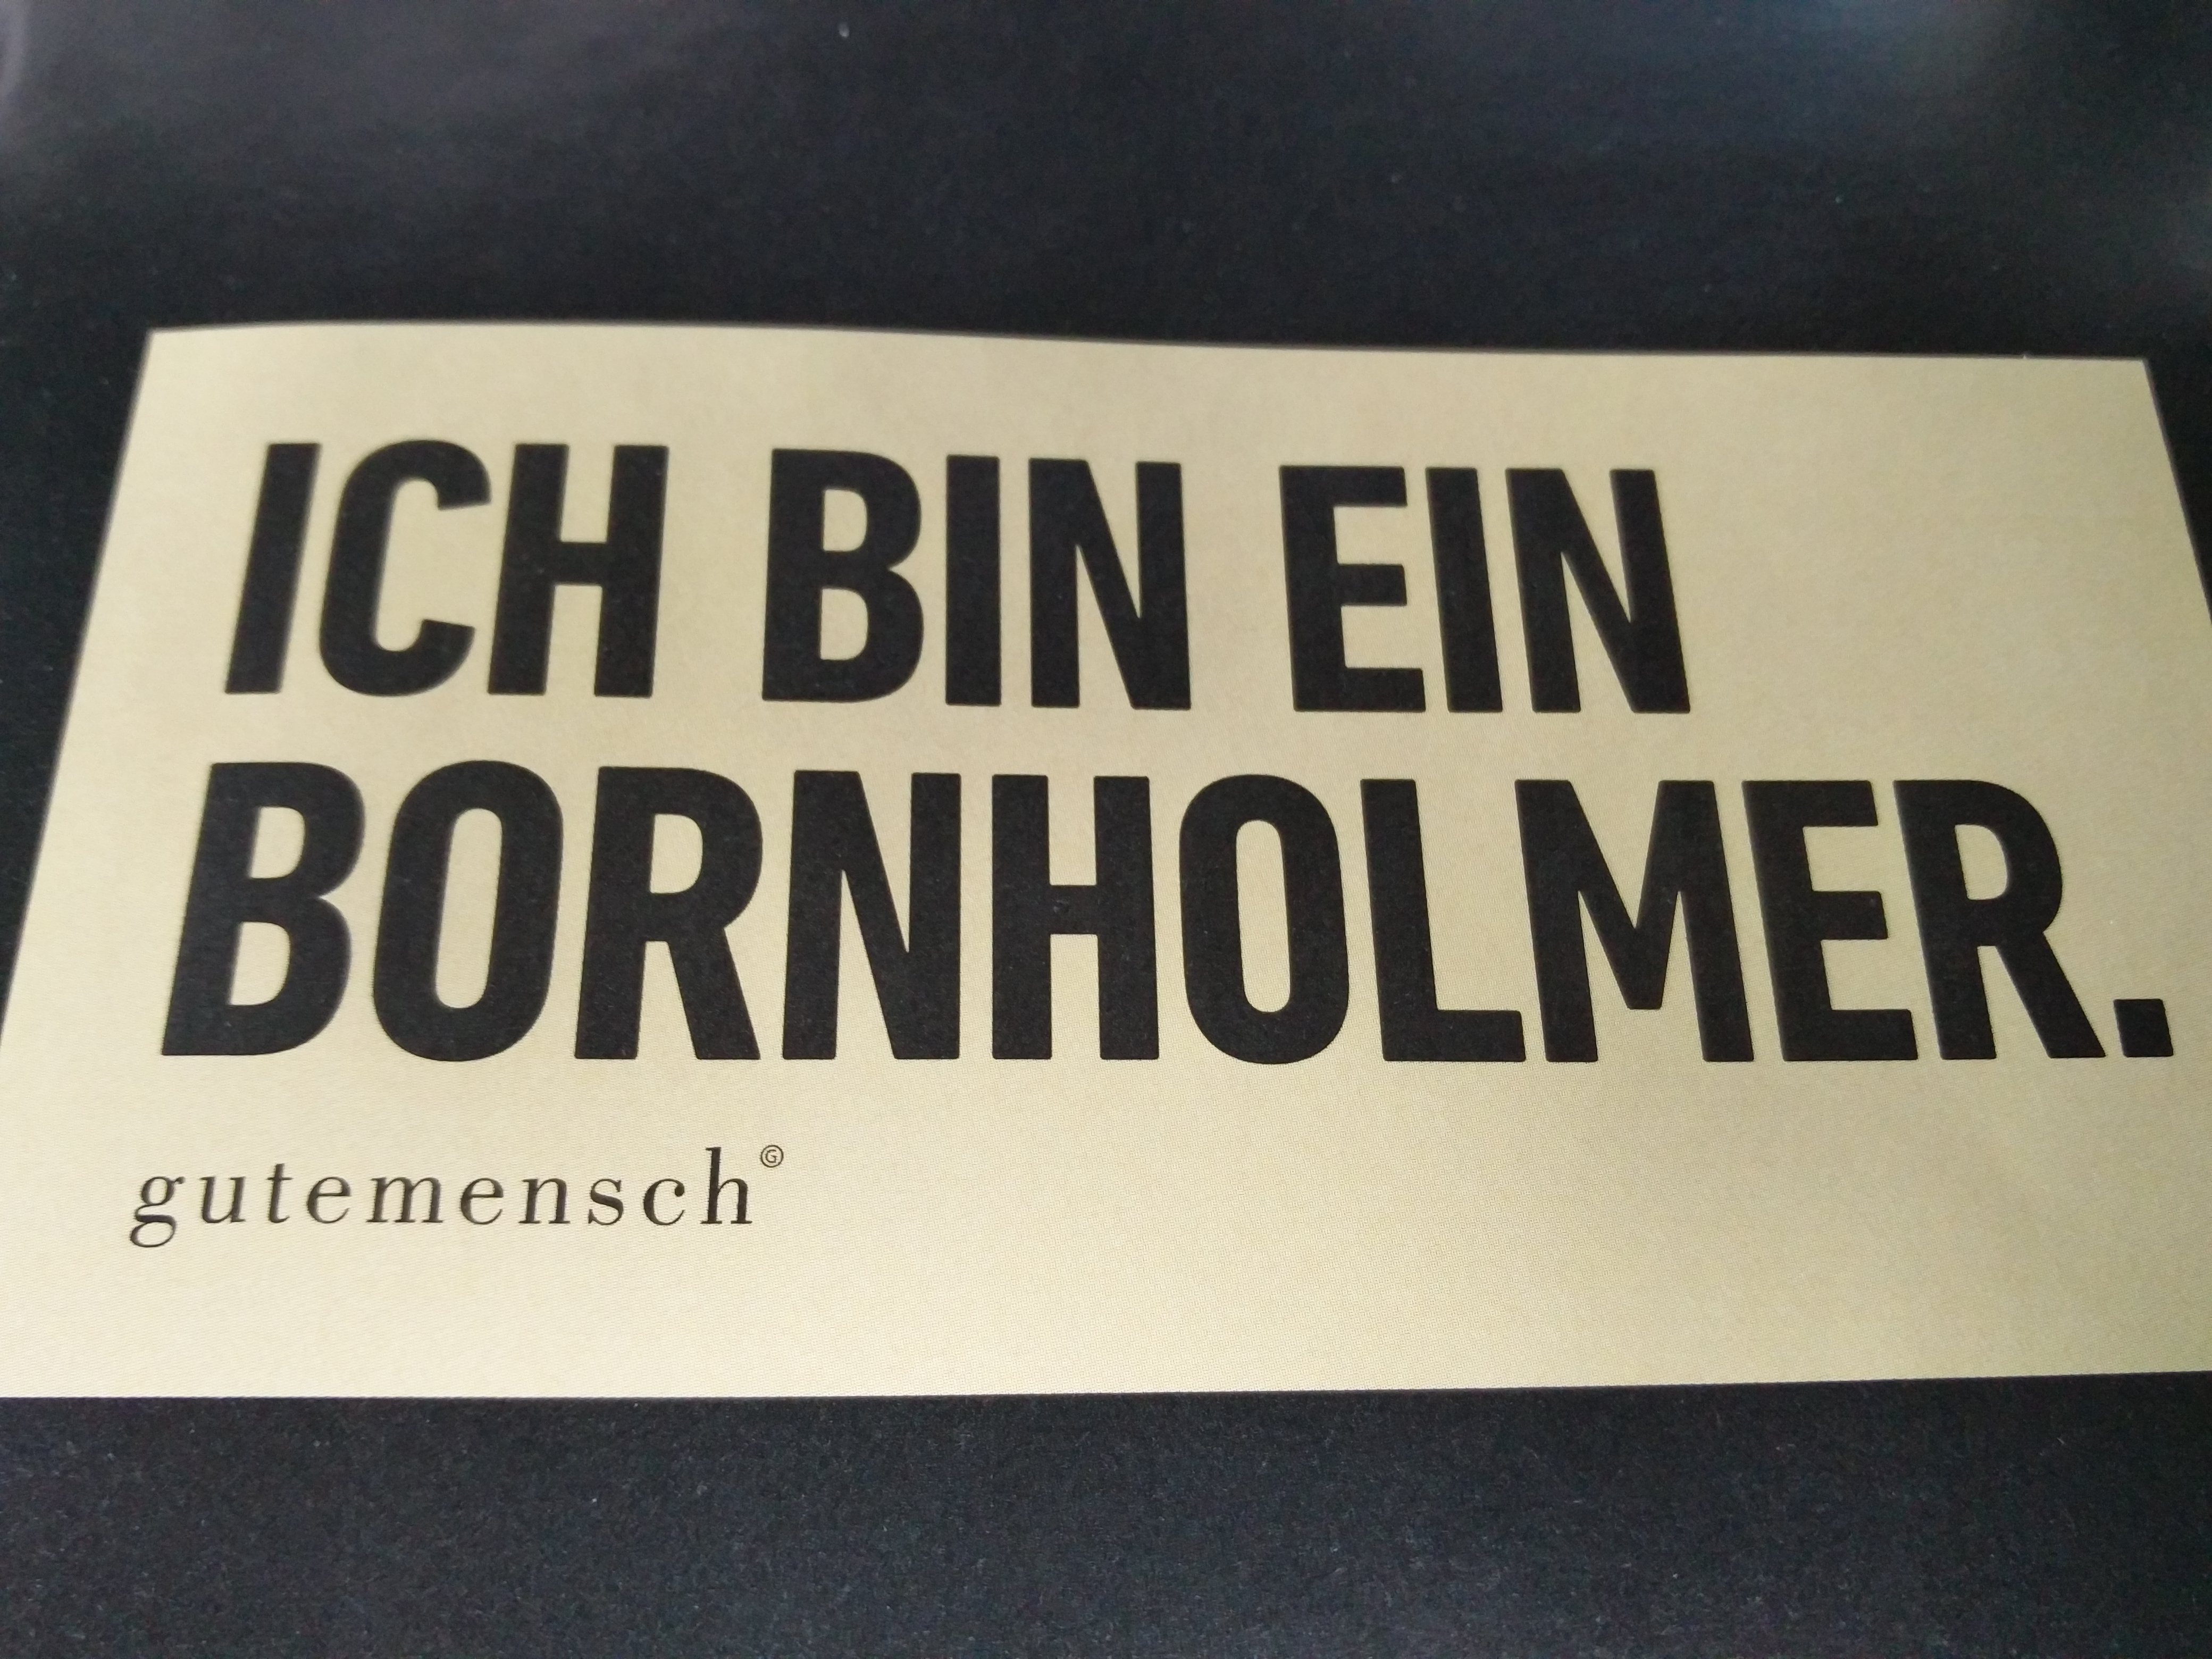 ICH BIN EIN
BORNHOLMER.
gutemensch©